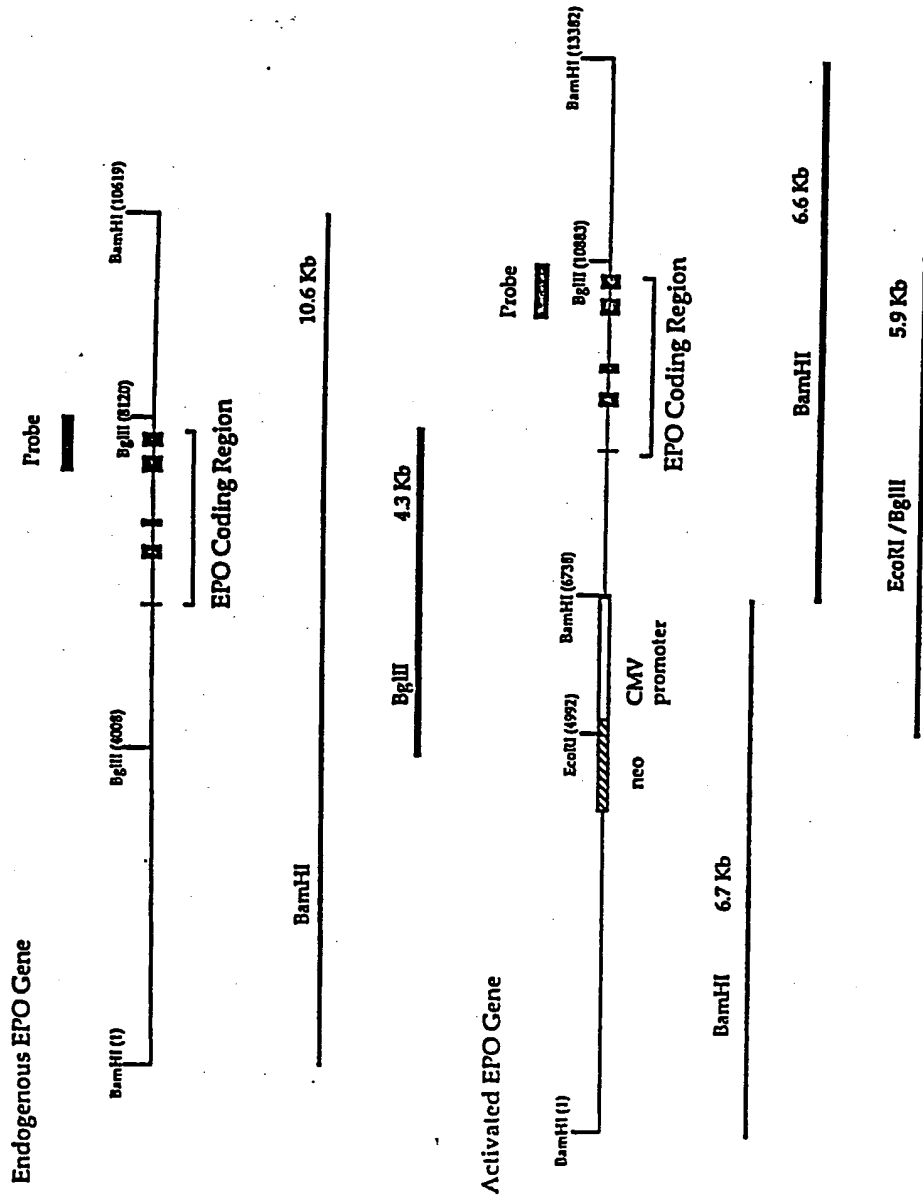 Endogenous EPO Gene
Probe
BamHI (1)
BglII (4008)
BglII (8120)
BamHI (10619)
EPO Coding Region
BamHI 10.6 Kb
BglII 4.3 Kb
Activated EPO Gene
Probe
BamHI (1)
EcoRI (4992)
BamHI (6738)
BglII (10883)
BamHI (13382)
neo
CMV
promoter
EPO Coding Region
BamHI 6.7 Kb
BamHI 6.6 Kb
EcoRI / BglII 5.9 Kb